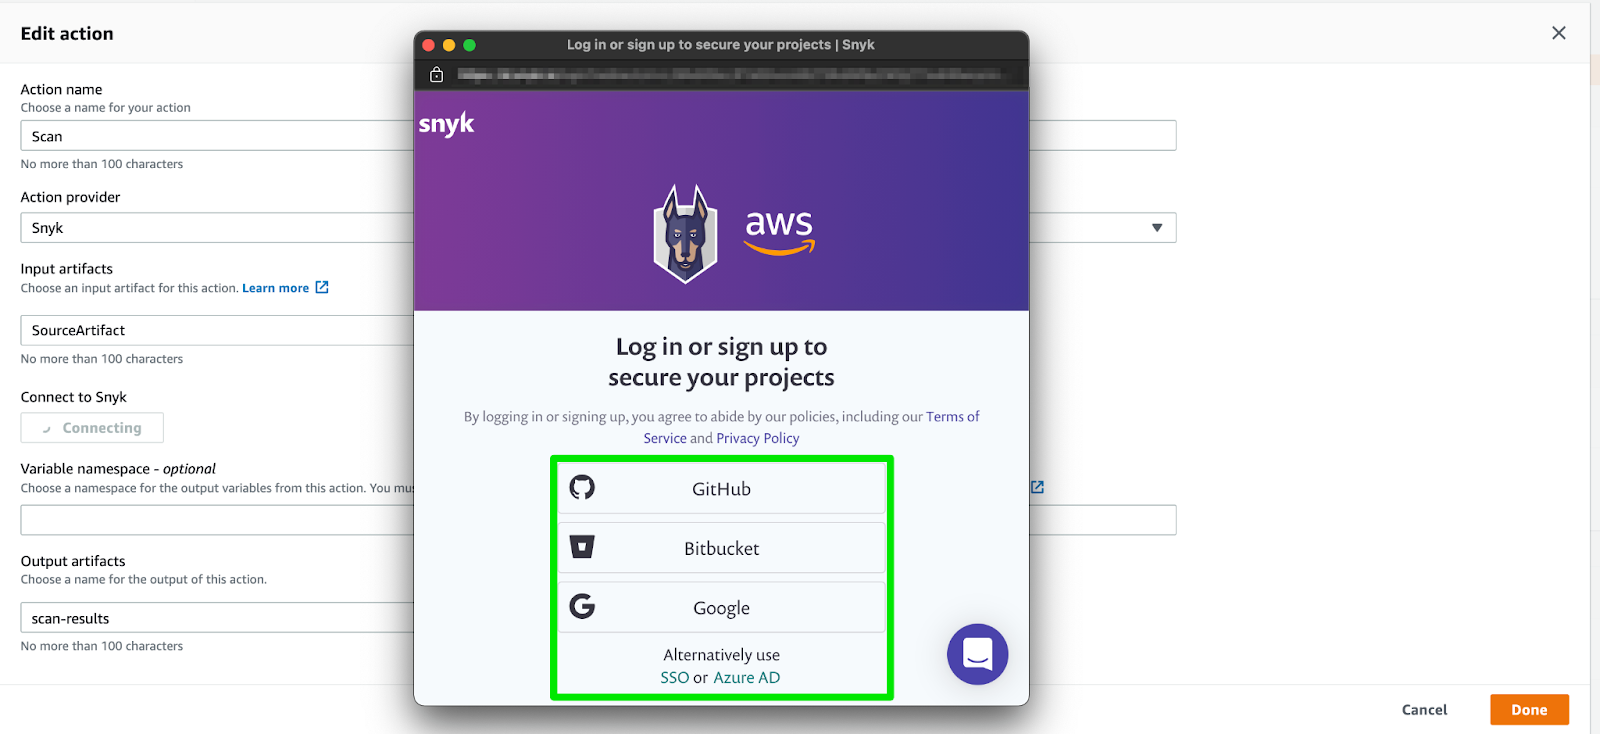 Edit action
Action name
Choose a name for your action
Scan
No more than 100 characters
Action provider
Snyk
Input artifacts
Choose an input artifact for this action. Learn more
SourceArtifact
No more than 100 characters
Connect to Snyk
Connecting
Variable namespace - optional
Choose a namespace for the output variables from this action. You mus
Output artifacts
Choose a name for the output of this action.
scan-results
No more than 100 characters
Log in or sign up to secure your projects | Snyk
snyk
aws
Log in or sign up to
secure your projects
By logging in or signing up, you agree to abide by our policies, including our Terms of
Service and Privacy Policy
GitHub
Bitbucket
Google
Alternatively use
SSO or Azure AD
Cancel
Done